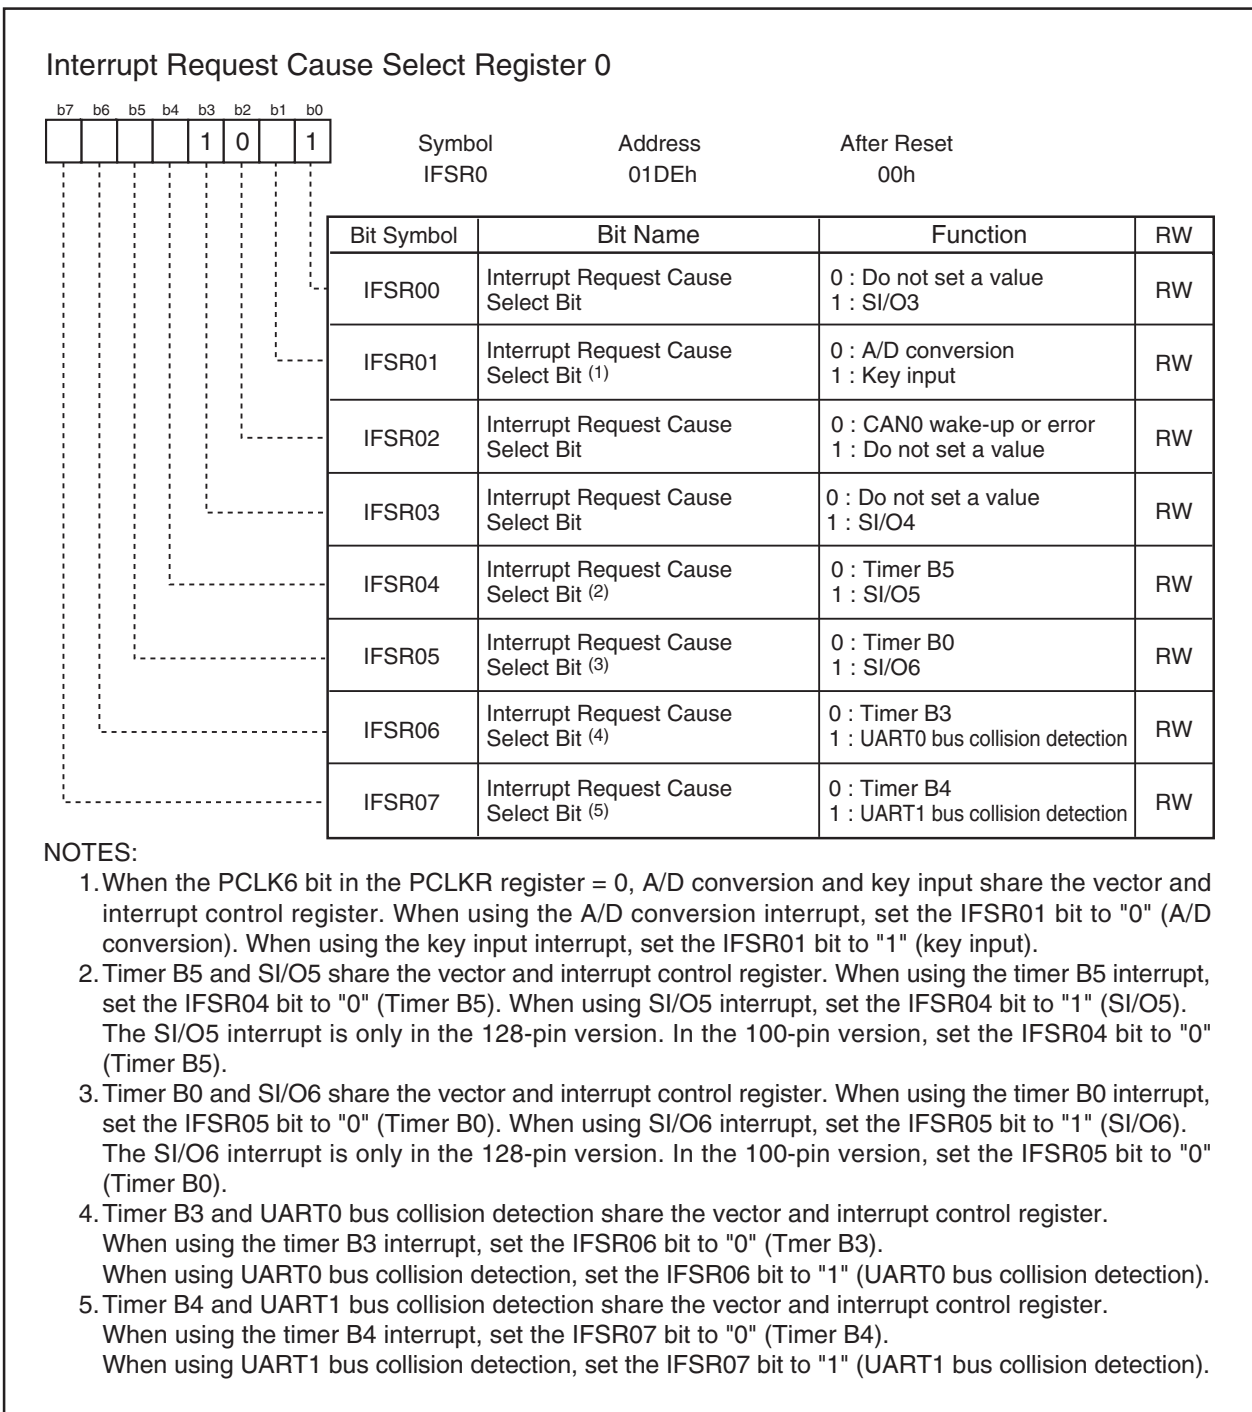 Interrupt Request Cause Select Register 0
b7 b6 b5 b4 b3 b2 b1 b0
1 0 1
Symbol Address After Reset
IFSR0 01DEh 00h
Bit Symbol Bit Name Function RW
IFSR00 Interrupt Request Cause Select Bit 0 : Do not set a value 1 : SI/O3 RW
IFSR01 Interrupt Request Cause Select Bit (1) 0 : A/D conversion 1 : Key input RW
IFSR02 Interrupt Request Cause Select Bit 0 : CAN0 wake-up or error 1 : Do not set a value RW
IFSR03 Interrupt Request Cause Select Bit 0 : Do not set a value 1 : SI/O4 RW
IFSR04 Interrupt Request Cause Select Bit (2) 0 : Timer B5 1 : SI/O5 RW
IFSR05 Interrupt Request Cause Select Bit (3) 0 : Timer B0 1 : SI/O6 RW
IFSR06 Interrupt Request Cause Select Bit (4) 0 : Timer B3 1 : UART0 bus collision detection RW
IFSR07 Interrupt Request Cause Select Bit (5) 0 : Timer B4 1 : UART1 bus collision detection RW
NOTES:
1. When the PCLK6 bit in the PCLKR register = 0, A/D conversion and key input share the vector and
interrupt control register. When using the A/D conversion interrupt, set the IFSR01 bit to "0" (A/D
conversion). When using the key input interrupt, set the IFSR01 bit to "1" (key input).
2. Timer B5 and SI/O5 share the vector and interrupt control register. When using the timer B5 interrupt,
set the IFSR04 bit to "0" (Timer B5). When using SI/O5 interrupt, set the IFSR04 bit to "1" (SI/O5).
The SI/O5 interrupt is only in the 128-pin version. In the 100-pin version, set the IFSR04 bit to "0"
(Timer B5).
3. Timer B0 and SI/O6 share the vector and interrupt control register. When using the timer B0 interrupt,
set the IFSR05 bit to "0" (Timer B0). When using SI/O6 interrupt, set the IFSR05 bit to "1" (SI/O6).
The SI/O6 interrupt is only in the 128-pin version. In the 100-pin version, set the IFSR05 bit to "0"
(Timer B0).
4. Timer B3 and UART0 bus collision detection share the vector and interrupt control register.
When using the timer B3 interrupt, set the IFSR06 bit to "0" (Tmer B3).
When using UART0 bus collision detection, set the IFSR06 bit to "1" (UART0 bus collision detection).
5. Timer B4 and UART1 bus collision detection share the vector and interrupt control register.
When using the timer B4 interrupt, set the IFSR07 bit to "0" (Timer B4).
When using UART1 bus collision detection, set the IFSR07 bit to "1" (UART1 bus collision detection).